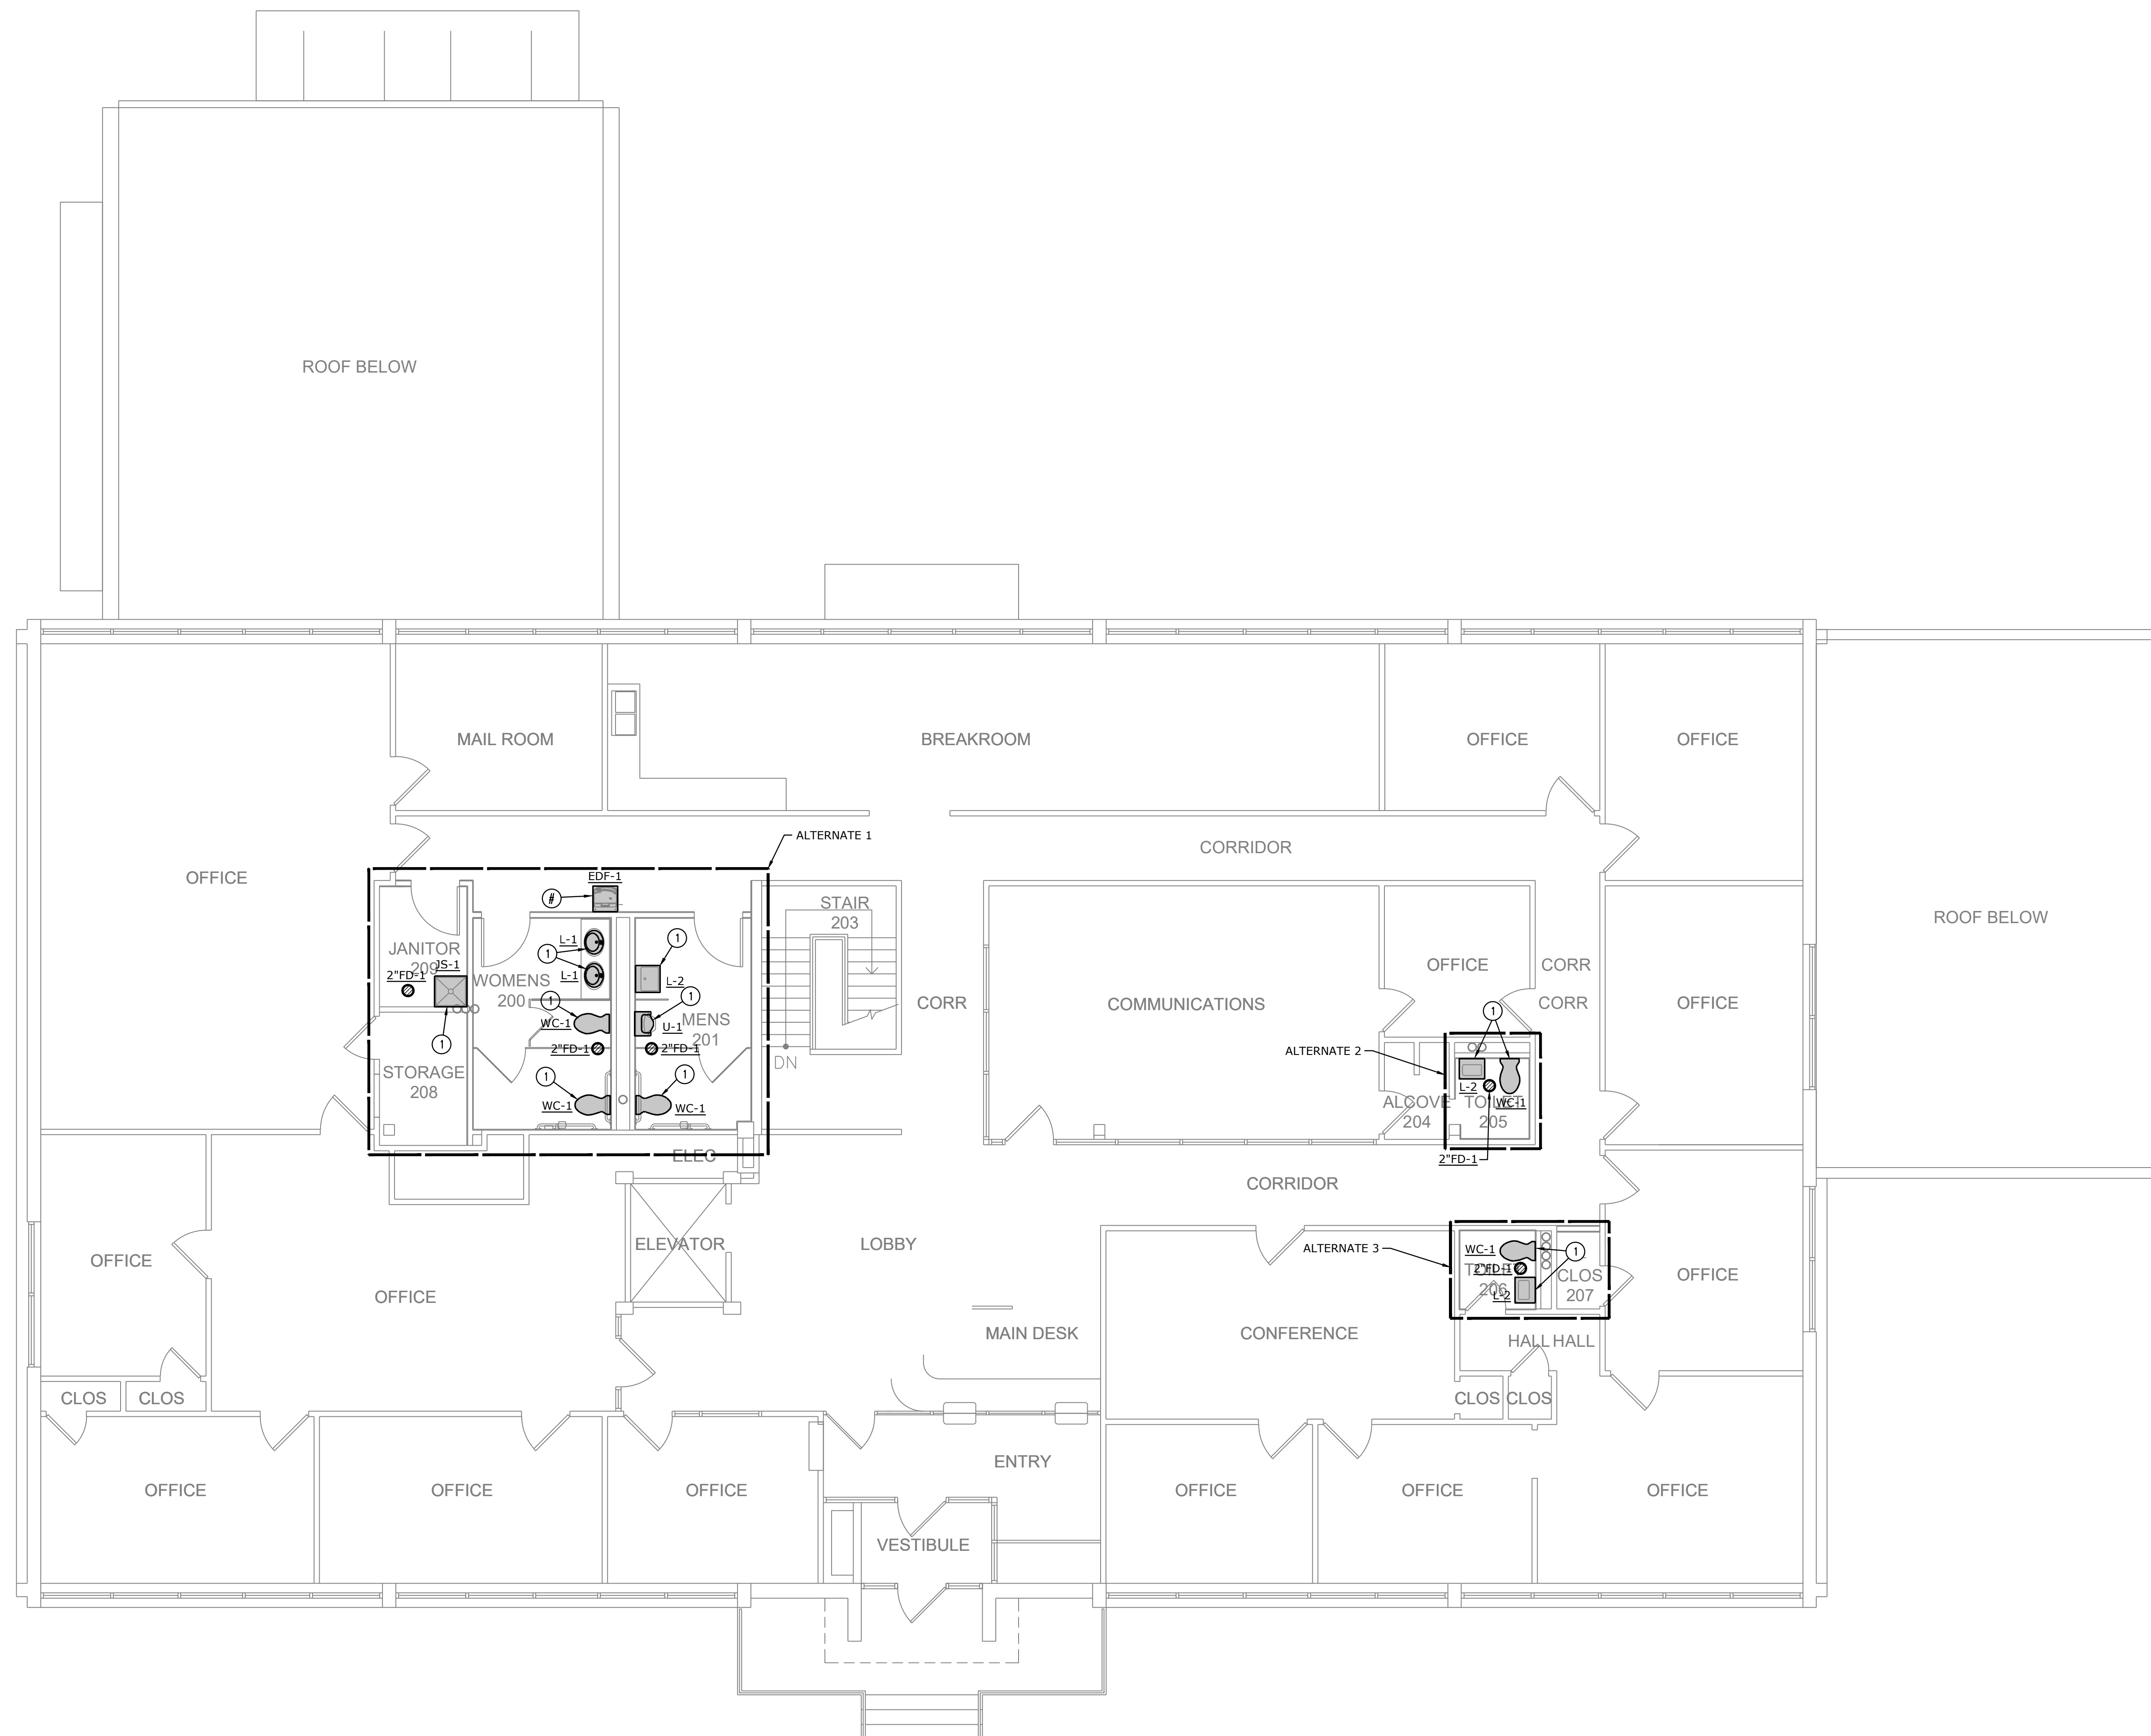 ROOF BELOW
MAIL ROOM
BREAKROOM
OFFICE
OFFICE
ALTERNATE 1
CORRIDOR
OFFICE
EDF-1
#
STAIR
203
ROOF BELOW
JANITOR
209
JS-1
2"FD-1
WOMENS
200
L-1
1
L-1
1
L-2
1
1
WC-1
U-1
MENS
201
2"FD-1
2"FD-1
1
STORAGE
208
1
WC-1
1
WC-1
DN
CORR
COMMUNICATIONS
OFFICE
CORR
CORR
OFFICE
1
ALTERNATE 2
L-2
WC-1
ALCOVE
204
TOILET
205
2"FD-1
ELEC
CORRIDOR
ELEVATOR
LOBBY
OFFICE
OFFICE
ALTERNATE 3
WC-1
1
2"FD-1
TOILET
206
L-2
CLOS
207
OFFICE
MAIN DESK
CONFERENCE
HALL
HALL
CLOS
CLOS
CLOS
CLOS
ENTRY
OFFICE
OFFICE
OFFICE
OFFICE
OFFICE
OFFICE
VESTIBULE